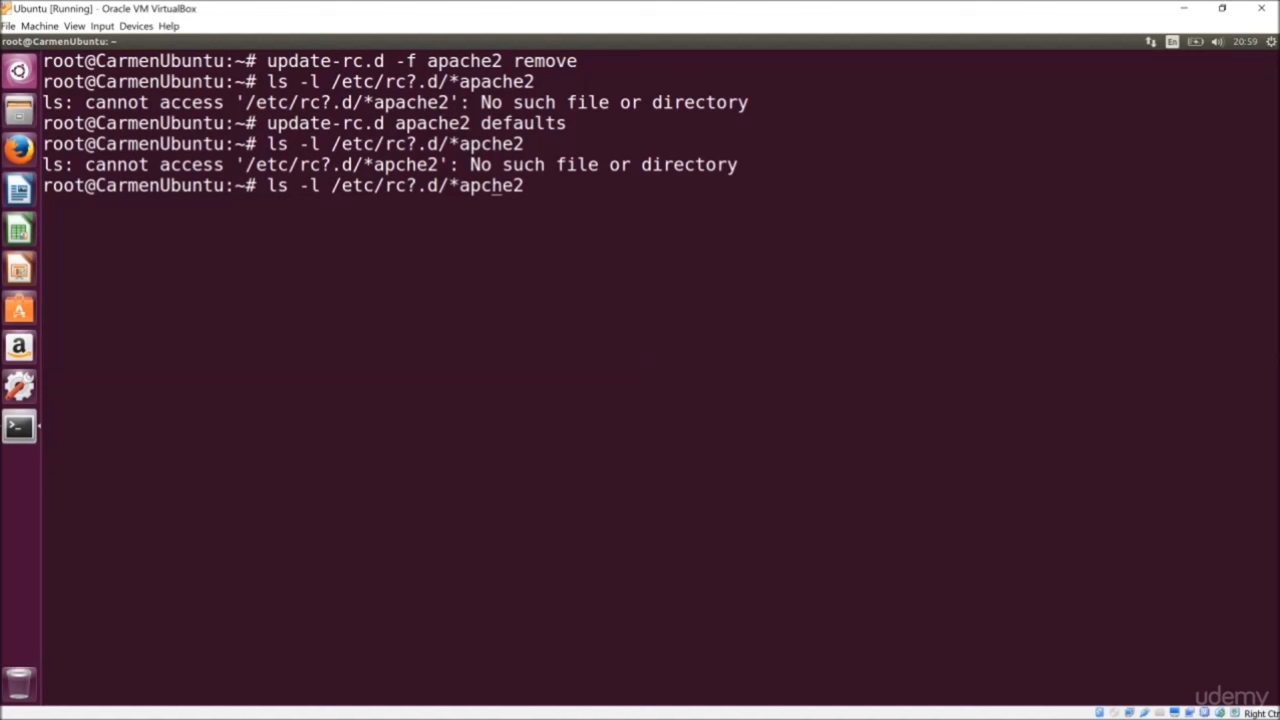 Ubuntu [Running] - Oracle VM VirtualBox
File Machine View Input Devices Help
root@CarmenUbuntu: ~
En
20:59
root@CarmenUbuntu:~# update-rc.d -f apache2 remove
root@CarmenUbuntu:~# ls -l /etc/rc?.d/*apache2
ls: cannot access '/etc/rc?.d/*apache2': No such file or directory
root@CarmenUbuntu:~# update-rc.d apache2 defaults
root@CarmenUbuntu:~# ls -l /etc/rc?.d/*apche2
ls: cannot access '/etc/rc?.d/*apche2': No such file or directory
root@CarmenUbuntu:~# ls -l /etc/rc?.d/*apche2
udemy
Right Ctr